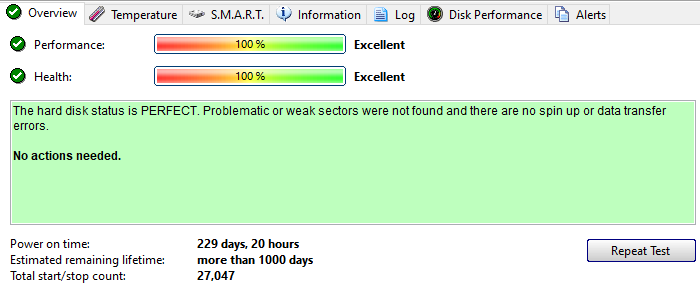 Overview Temperature S.M.A.R.T. Information Log Disk Performance Alerts
Performance: 100 % Excellent
Health: 100 % Excellent
The hard disk status is PERFECT. Problematic or weak sectors were not found and there are no spin up or data transfer
errors.
No actions needed.
Power on time: 229 days, 20 hours
Estimated remaining lifetime: more than 1000 days
Total start/stop count: 27,047
Repeat Test